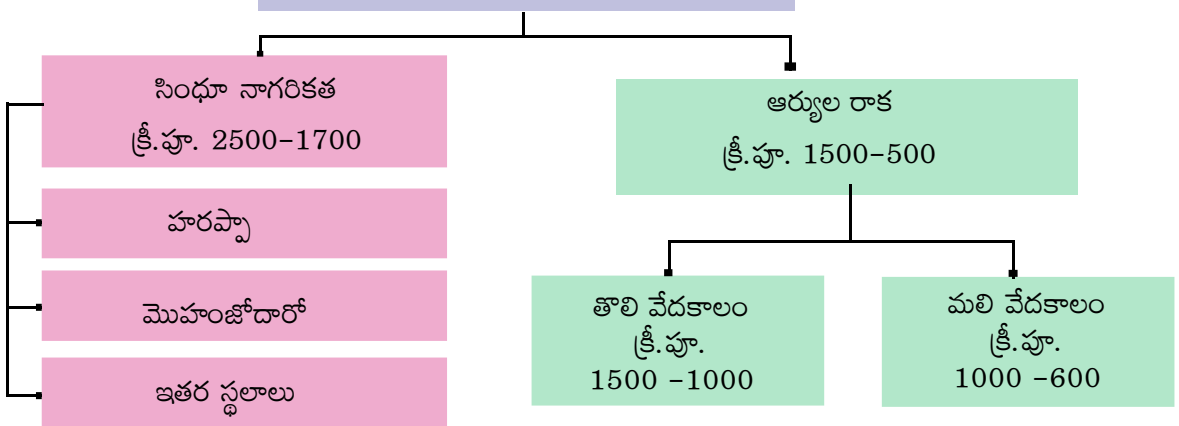 సింధూ నాగరికత
క్రీ.పూ. 2500-1700
హరప్పా
మొహంజోదారో
ఇతర స్థలాలు
ఆర్యుల రాక
క్రీ.పూ. 1500-500
తొలి వేదకాలం
క్రీ.పూ.
1500 -1000
మలి వేదకాలం
క్రీ.పూ.
1000 -600